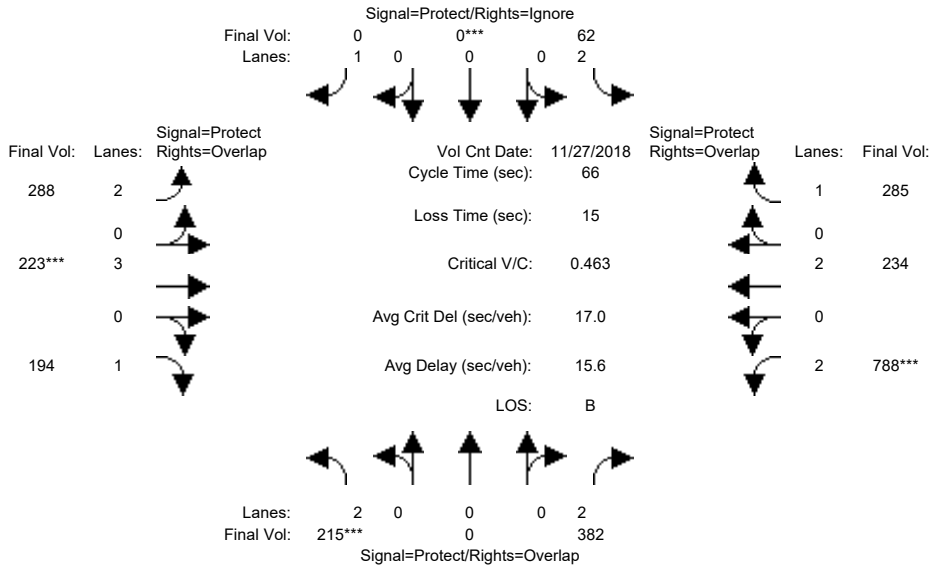 Signal=Protect/Rights=Ignore
Final Vol: 0 0*** 62
Lanes: 1 0 0 0 2
Signal=Protect
Final Vol: Lanes: Rights=Overlap
Vol Cnt Date: 11/27/2018
Signal=Protect
Rights=Overlap Lanes: Final Vol:
Cycle Time (sec): 66
288 2
1 285
Loss Time (sec): 15
0
0
223*** 3
Critical V/C: 0.463
2 234
0
Avg Crit Del (sec/veh): 17.0
0
194 1
Avg Delay (sec/veh): 15.6
2 788***
LOS: B
Lanes: 2 0 0 0 2
Final Vol: 215*** 0 382
Signal=Protect/Rights=Overlap